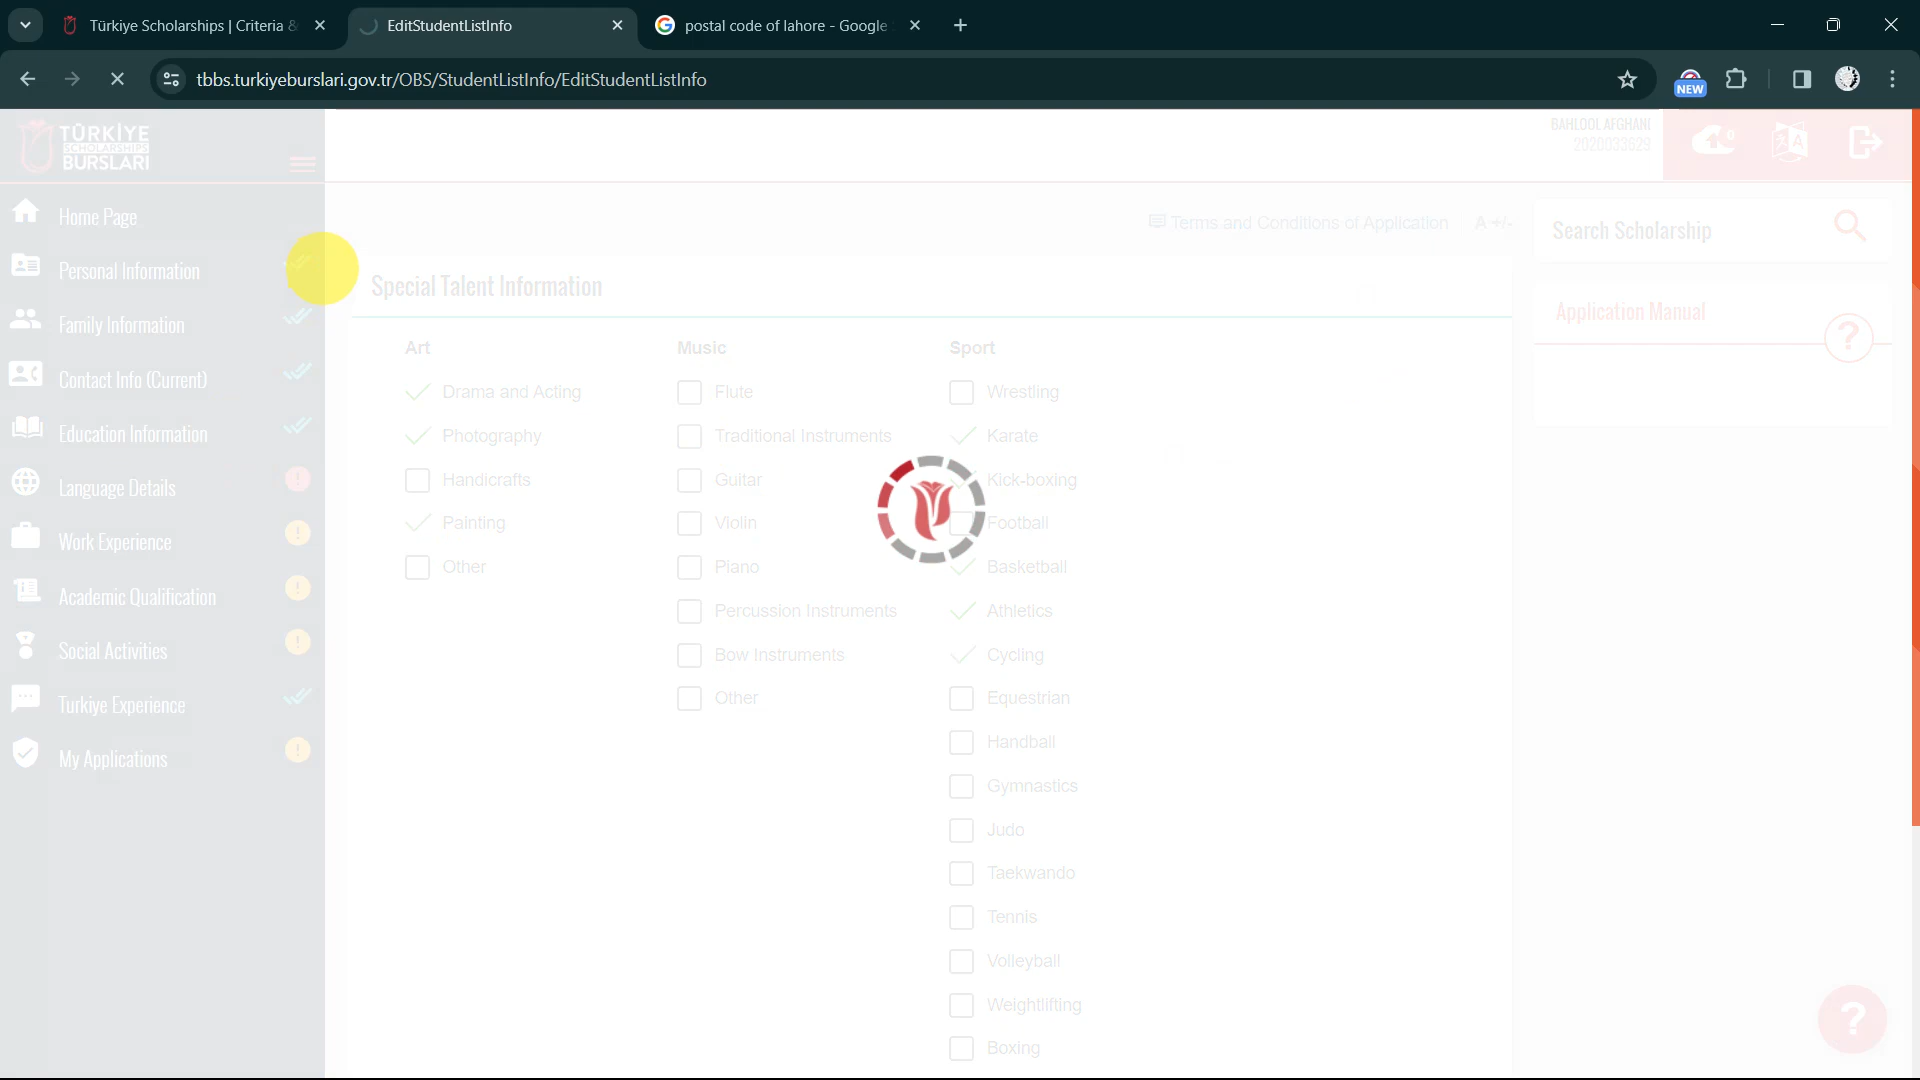 Türkiye Scholarships | Criteria &
EditStudentListInfo
postal code of lahore - Google
tbbs.turkiyeburslari.gov.tr/OBS/StudentListInfo/EditStudentListInfo
NEW
TÜRKİYE
SCHOLARSHIPS
BURSLARI
BAHLOOL AFGHANI
2020033629
0
A
Home Page
Personal Information
Family Information
Contact Info (Current)
Education Information
Language Details
Work Experience
Academic Qualification
Social Activities
Turkiye Experience
My Applications
Terms and Conditions of Application
A +/-
Search Scholarship
Application Manual
?
Special Talent Information
Art
Drama and Acting
Photography
Handicrafts
Painting
Other
Music
Flute
Traditional Instruments
Guitar
Violin
Piano
Percussion Instruments
Bow Instruments
Other
Sport
Wrestling
Karate
Kick-boxing
Football
Basketball
Athletics
Cycling
Equestrian
Handball
Gymnastics
Judo
Taekwando
Tennis
Volleyball
Weightlifting
Boxing
?